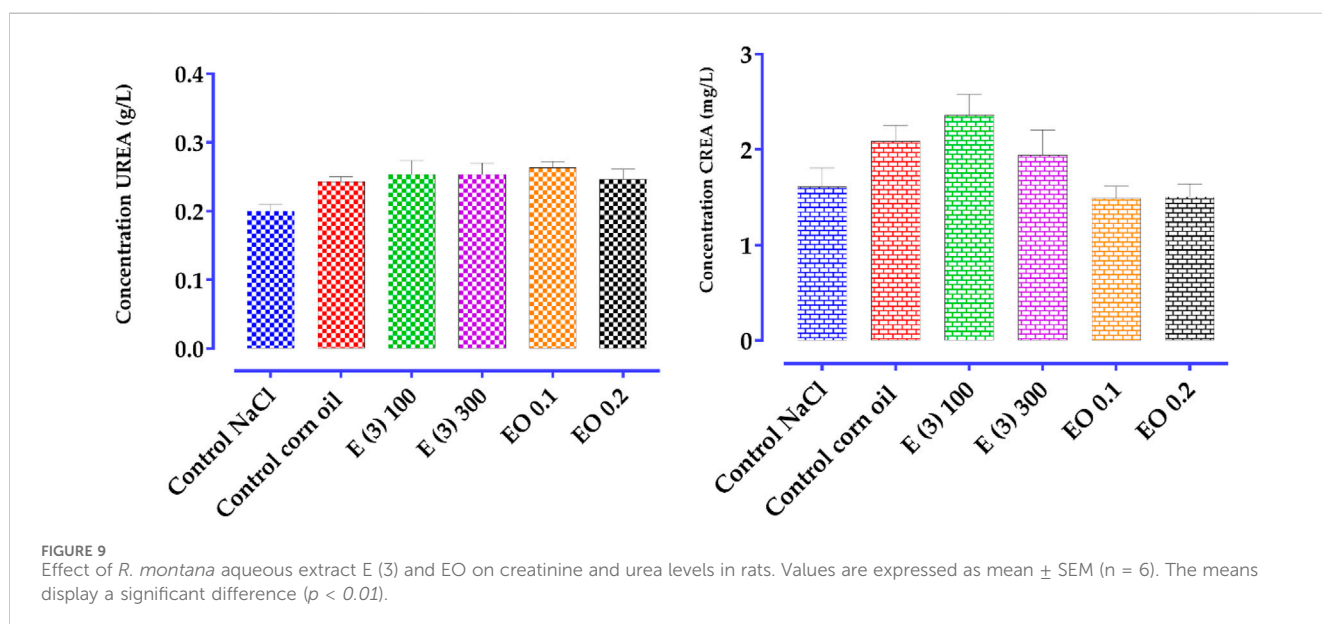 Concentration UREA (g/L)
0.4
0.3
0.2
0.1
0.0
Control NaCl
Control corn oil
E (3) 100
E (3) 300
EO 0.1
EO 0.2
Concentration CREA (mg/L)
3
2
1
0
Control NaCl
Control corn oil
E (3) 100
E (3) 300
EO 0.1
EO 0.2
FIGURE 9
Effect of R. montana aqueous extract E (3) and EO on creatinine and urea levels in rats. Values are expressed as mean ± SEM (n = 6). The means
display a significant difference (p < 0.01).